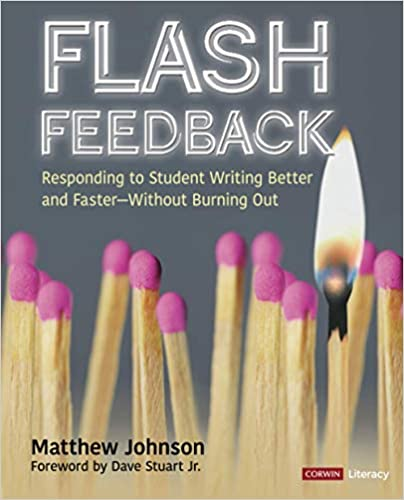 FLASH
FEEDBACK
Responding to Student Writing Better
and Faster—Without Burning Out
Matthew Johnson
Foreword by Dave Stuart Jr.
CORWIN Literacy